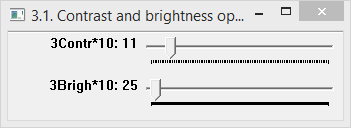 3.1. Contrast and brightness op...
3Contr*10: 11
3Brigh*10: 25